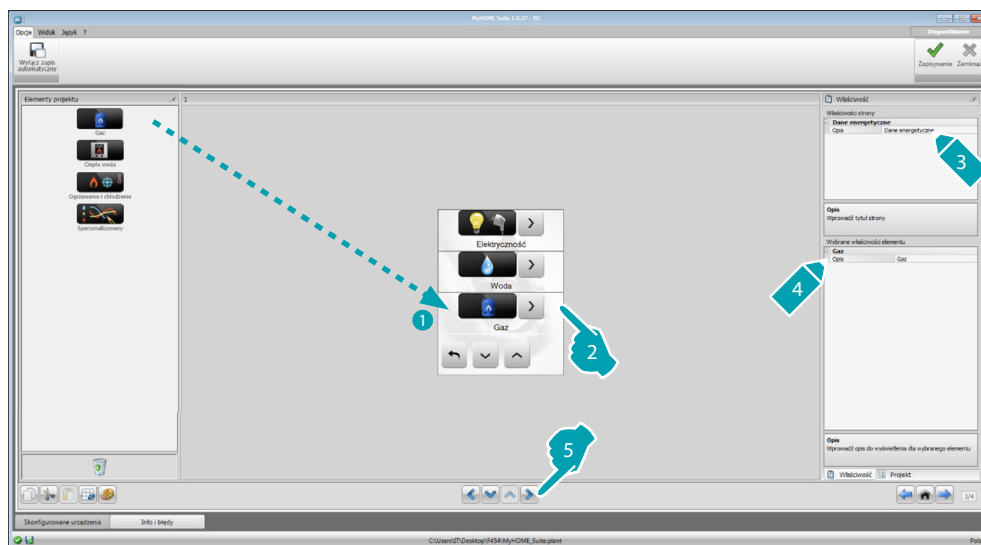 MyHOME Suite 1.0.37 - RC
Opcje Widok Język ?
Wyłącz zapis
automatyczny
Zapisywanie Zamknąć
Elementy projektu
1
Gaz
Ciepła woda
Ogrzewanie i chłodzenie
Spersonalizowany
Elektryczność
Woda
Gaz
1
2
3
4
5
Właściwość
Właściwości strony
Dane energetyczne
Opis Dane energetyczne
Opis
Wprowadź tytuł strony
Wybrane właściwości elementu
Gaz
Opis Gaz
Opis
Wprowadź opis do wyświetlenia dla wybranego elementu
Właściwość Projekt
3/4
Skonfigurowane urządzenia Info i błędy
C:\Users\IT\Desktop\F454\MyHOME_Suite.plant